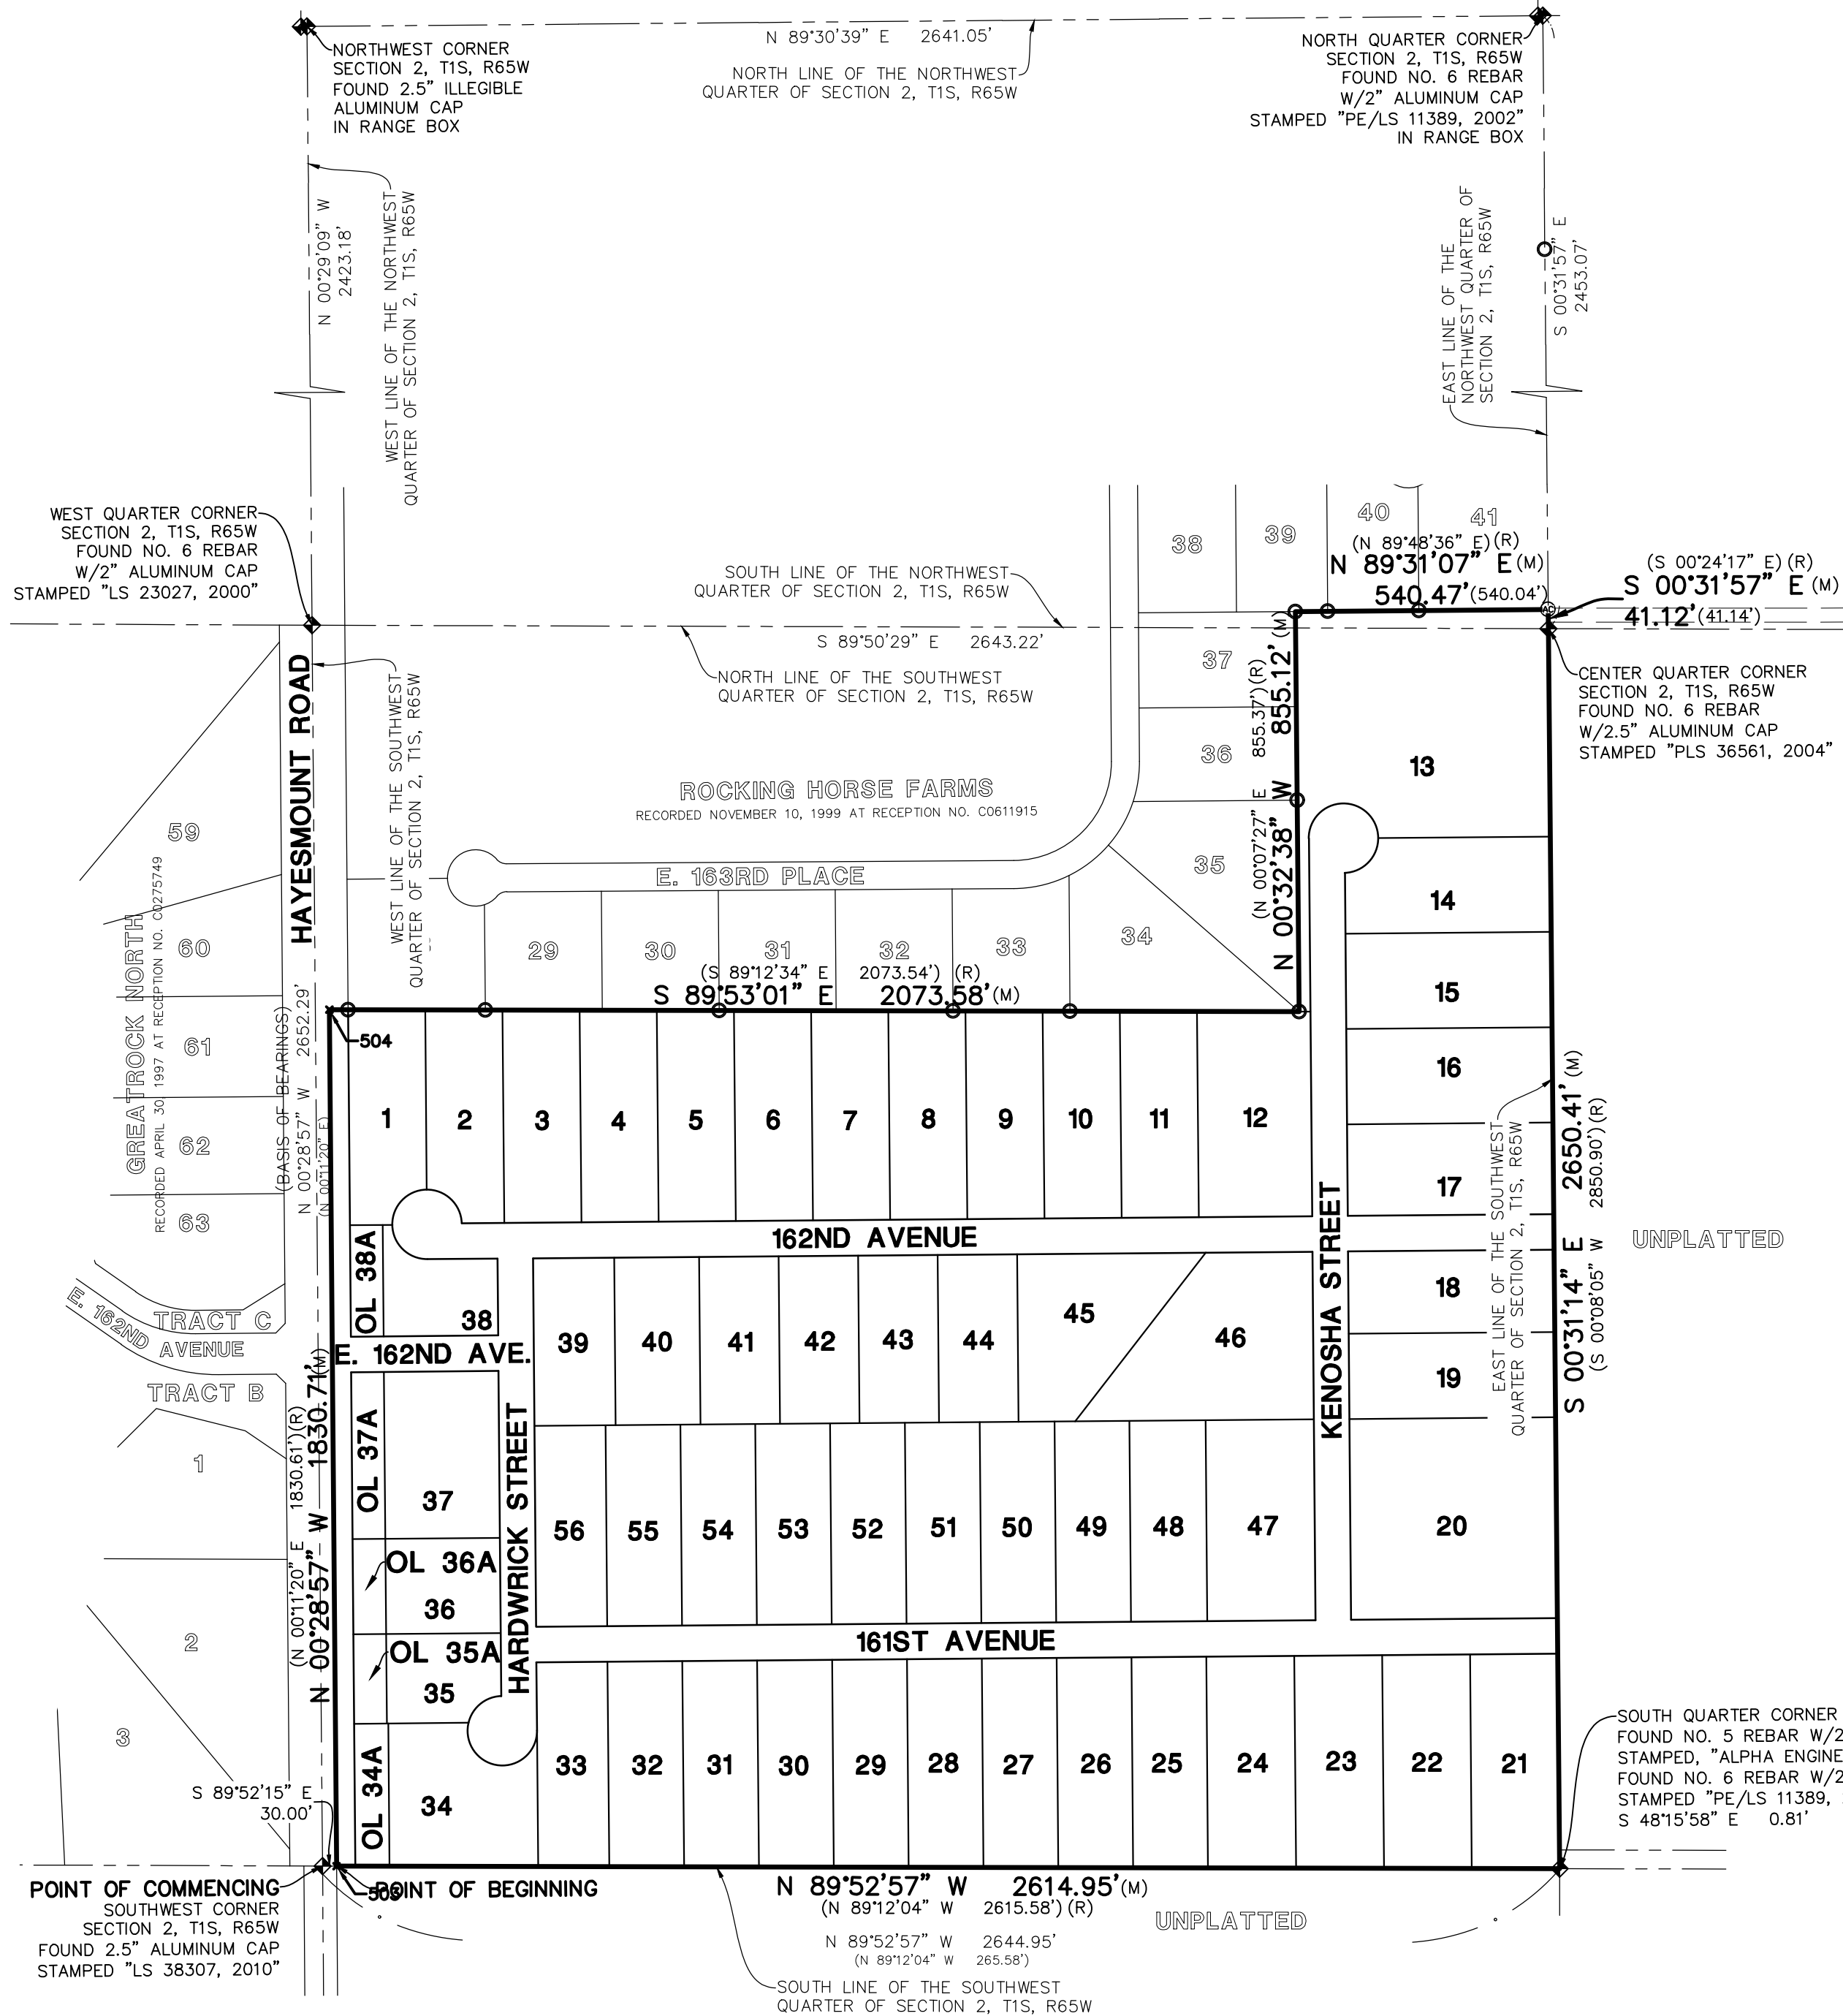 N 89°30'39" E 2641.05'
NORTHWEST CORNER
SECTION 2, T1S, R65W
FOUND 2.5" ILLEGIBLE
ALUMINUM CAP
IN RANGE BOX
NORTH LINE OF THE NORTHWEST
QUARTER OF SECTION 2, T1S, R65W
NORTH QUARTER CORNER
SECTION 2, T1S, R65W
FOUND NO. 6 REBAR
W/2" ALUMINUM CAP
STAMPED "PE/LS 11389, 2002"
IN RANGE BOX
N 00°29'09" W
2423.18'
WEST LINE OF THE NORTHWEST
QUARTER OF SECTION 2, T1S, R65W
EAST LINE OF THE
NORTHWEST QUARTER OF
SECTION 2, T1S, R65W
S 00°31'57" E
2453.07'
WEST QUARTER CORNER
SECTION 2, T1S, R65W
FOUND NO. 6 REBAR
W/2" ALUMINUM CAP
STAMPED "LS 23027, 2000"
SOUTH LINE OF THE NORTHWEST
QUARTER OF SECTION 2, T1S, R65W
S 89°50'29" E 2643.22'
NORTH LINE OF THE SOUTHWEST
QUARTER OF SECTION 2, T1S, R65W
38
39
40
41
(N 89°48'36" E)(R)
N 89°31'07" E(M)
540.47'(540.04')
(S 00°24'17" E)(R)
S 00°31'57" E(M)
41.12'(41.14')
CENTER QUARTER CORNER
SECTION 2, T1S, R65W
FOUND NO. 6 REBAR
W/2.5" ALUMINUM CAP
STAMPED "PLS 36561, 2004"
37
36
35
N 00°32'38" W 855.12'(M)
(N 00°07'27" E 855.37')(R)
HAYESMOUNT ROAD
WEST LINE OF THE SOUTHWEST
QUARTER OF SECTION 2, T1S, R65W
ROCKING HORSE FARMS
RECORDED NOVEMBER 10, 1999 AT RECEPTION NO. C0611915
E. 163RD PLACE
29
30
31
32
33
34
(S 89°12'34" E 2073.54') (R)
S 89°53'01" E 2073.58'(M)
504
59
60
61
62
63
GREATROCK NORTH
RECORDED APRIL 30, 1997 AT RECEPTION NO. C0275749
(BASIS OF BEARINGS)
N 00°28'57" W 2652.29'
(N 00°11'20" E)
E. 162ND
AVENUE
TRACT C
TRACT B
1
2
3
N 00°28'57" W 1830.71'(M)
(N 00°11'20" E 1830.61')(R)
13
14
15
16
17
18
19
20
1
2
3
4
5
6
7
8
9
10
11
12
162ND AVENUE
KENOSHA STREET
EAST LINE OF THE SOUTHWEST
QUARTER OF SECTION 2, T1S, R65W
S 00°31'14" E 2650.41'(M)
(S 00°08'05" W 2850.90')(R)
UNPLATTED
OL 38A
38
E. 162ND AVE.
39
40
41
42
43
44
45
46
OL 37A
37
HARDWRICK STREET
56
55
54
53
52
51
50
49
48
47
OL 36A
36
OL 35A
35
161ST AVENUE
OL 34A
34
33
32
31
30
29
28
27
26
25
24
23
22
21
SOUTH QUARTER CORNER
FOUND NO. 5 REBAR W/2
STAMPED, "ALPHA ENGINE
FOUND NO. 6 REBAR W/2
STAMPED "PE/LS 11389,
S 48°15'58" E 0.81'
S 89°52'15" E
30.00'
POINT OF COMMENCING
SOUTHWEST CORNER
SECTION 2, T1S, R65W
FOUND 2.5" ALUMINUM CAP
STAMPED "LS 38307, 2010"
503
POINT OF BEGINNING
N 89°52'57" W 2614.95'(M)
(N 89°12'04" W 2615.58')(R)
N 89°52'57" W 2644.95'
(N 89°12'04" W 265.58')
UNPLATTED
SOUTH LINE OF THE SOUTHWEST
QUARTER OF SECTION 2, T1S, R65W